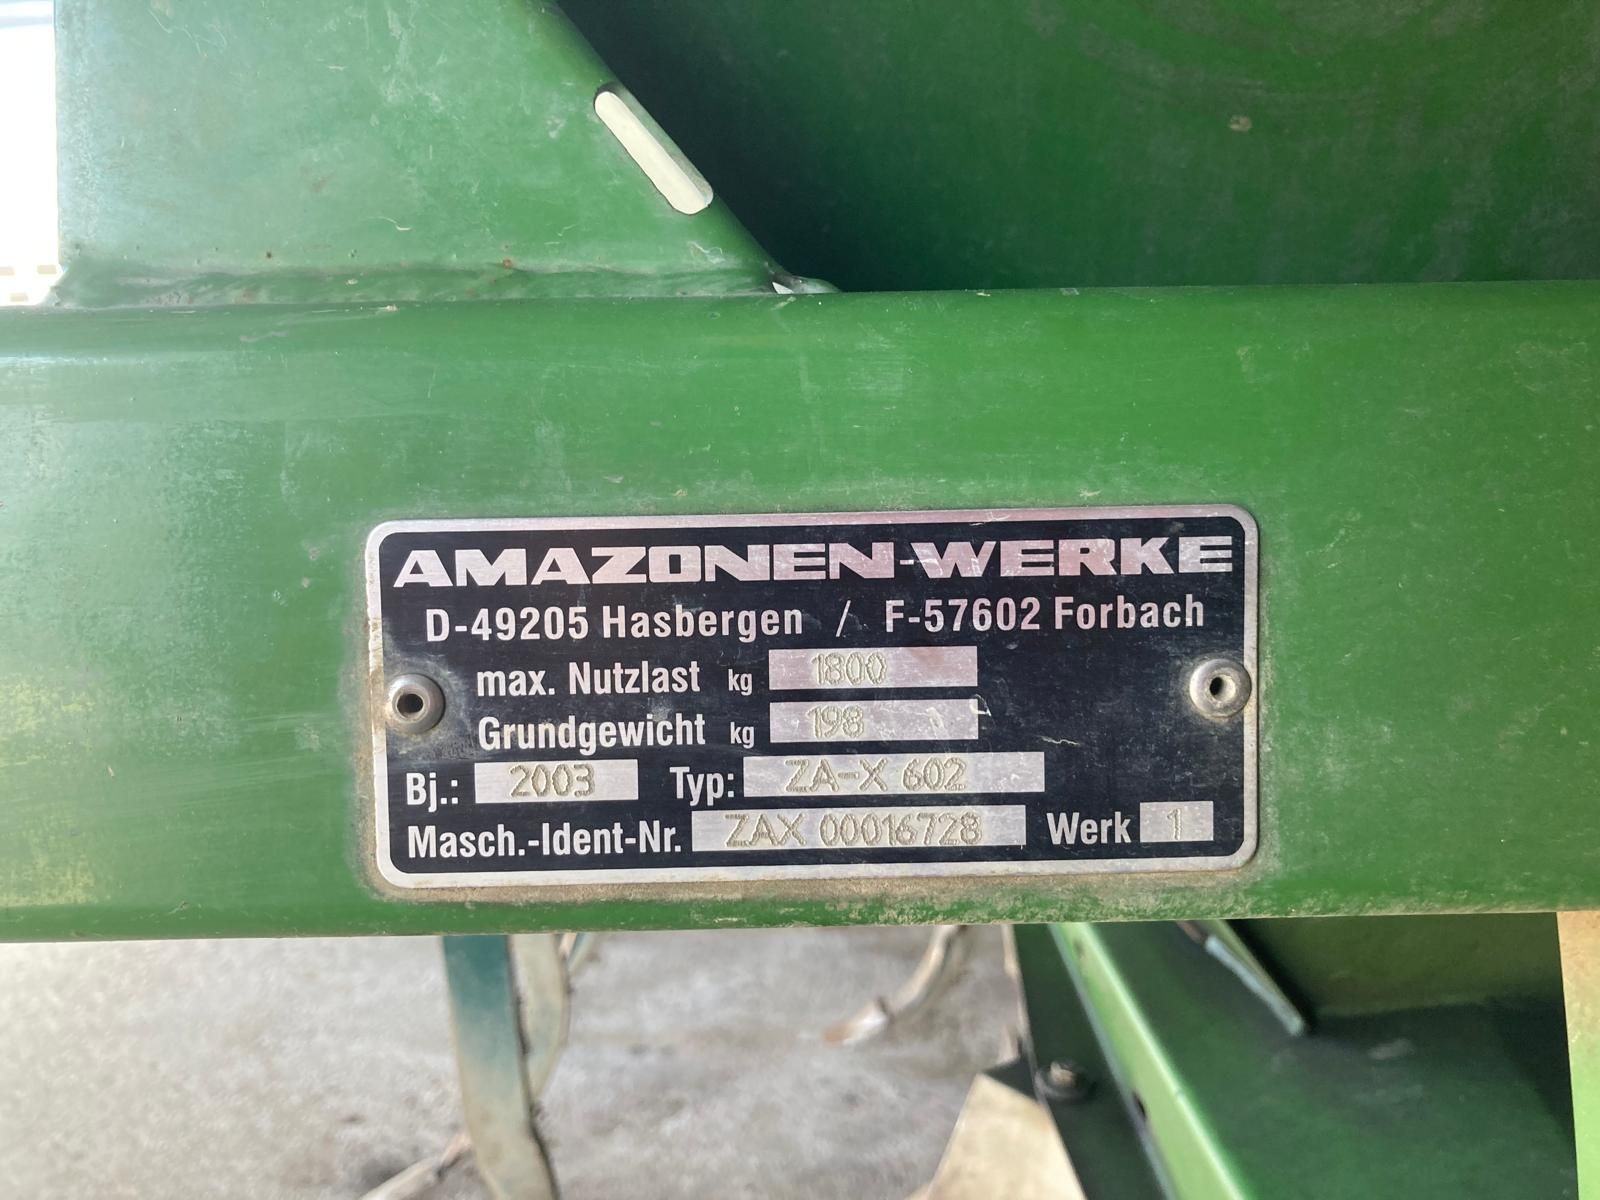 AMAZONEN-WERKE
D-49205 Hasbergen / F-57602 Forbach
max. Nutzlast kg 1800
Grundgewicht kg 198
Bj.: 2003 Typ: ZA-X 602
Masch.-Ident-Nr. ZAX 00016728 Werk 1